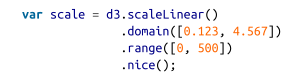 var scale = d3.scaleLinear()
.domain([0.123, 4.567])
.range([0, 500])
.nice();